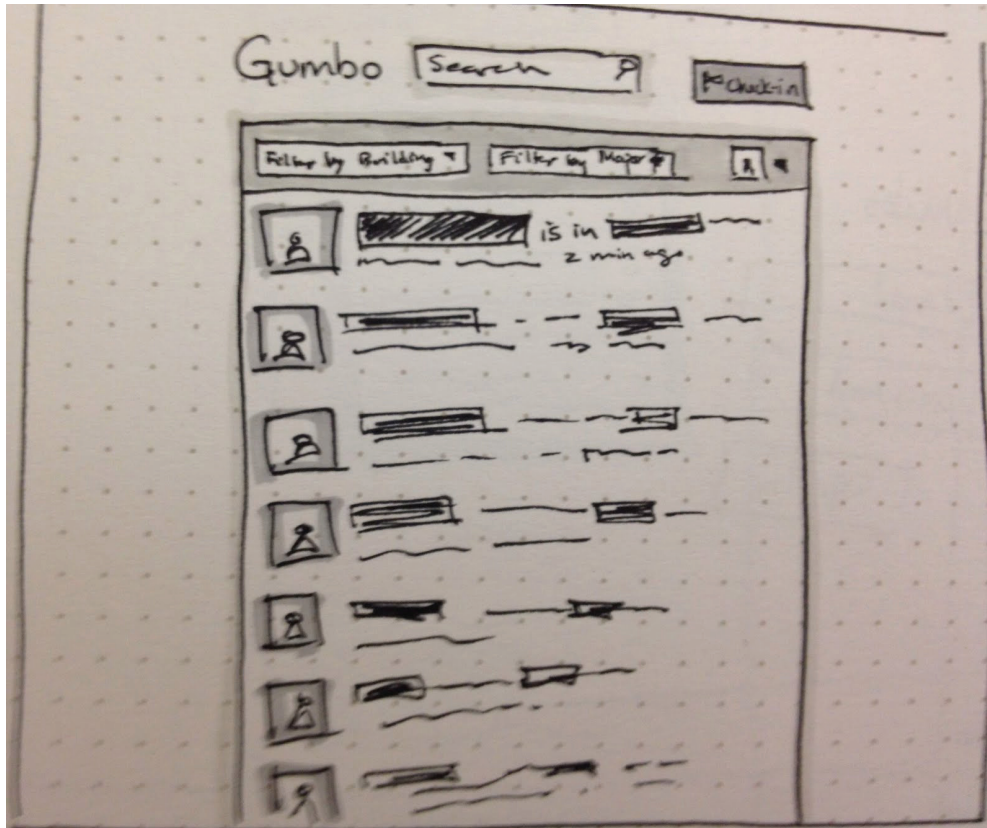 Gumbo
Search
Check-in
Filter by Building
Filter by Major
is in
2 min ago